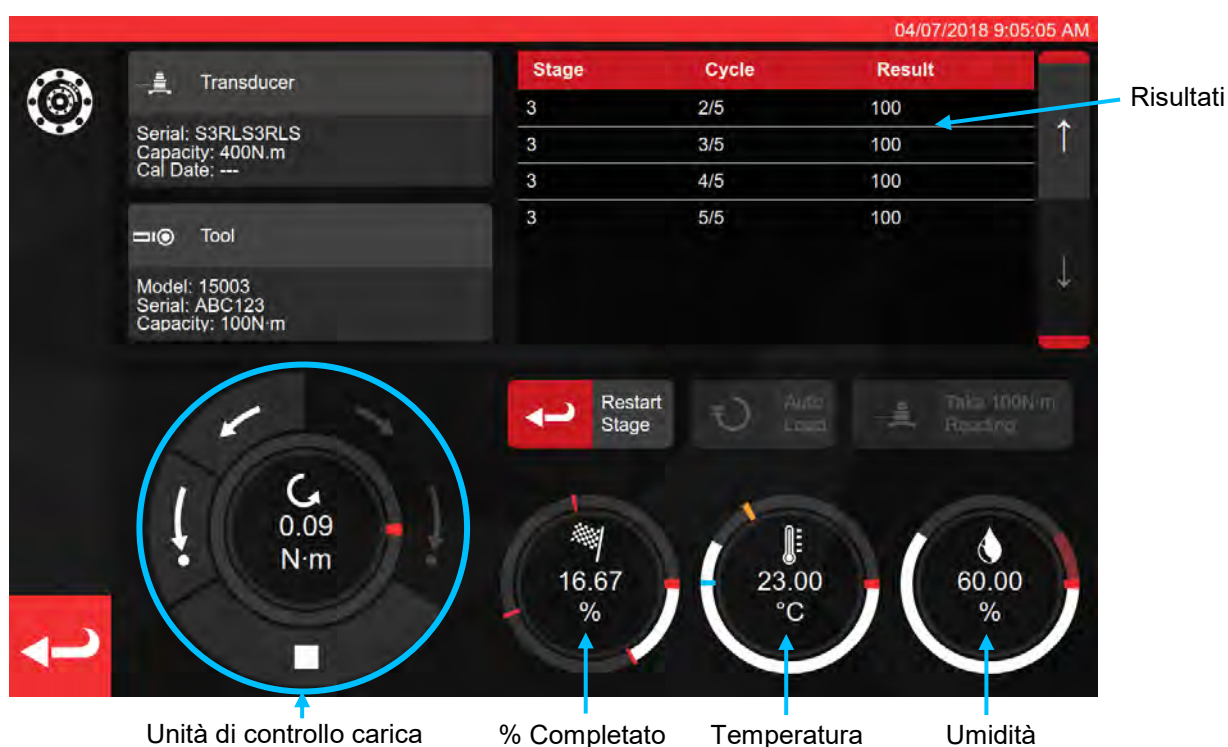 04/07/2018 9:05:05 AM
Transducer
Serial: S3RLS3RLS
Capacity: 400N.m
Cal Date: ---
Tool
Model: 15003
Serial: ABC123
Capacity: 100N·m
Stage Cycle Result
3 2/5 100
3 3/5 100
3 4/5 100
3 5/5 100
Risultati
Restart
Stage
Auto
Load
Take 100N·m
Reading
0.09
N·m
16.67
%
23.00
°C
60.00
%
Unità di controllo carica
% Completato
Temperatura
Umidità